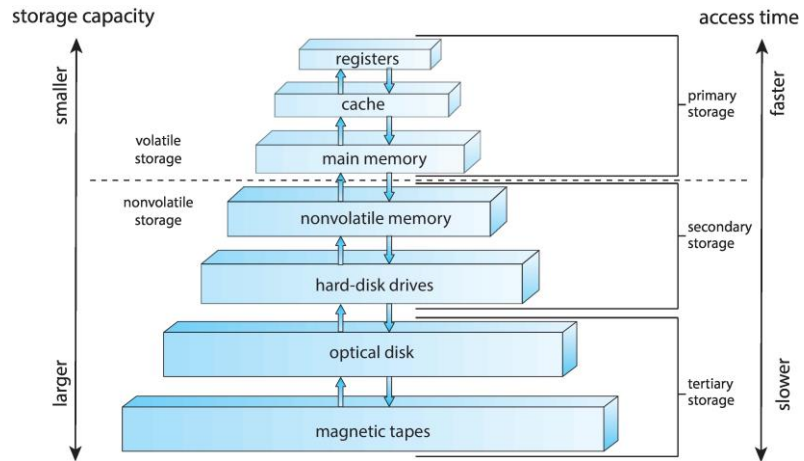 storage capacity
access time
smaller
faster
registers
cache
primary
storage
volatile
storage
main memory
nonvolatile
storage
nonvolatile memory
secondary
storage
hard-disk drives
optical disk
larger
slower
tertiary
storage
magnetic tapes